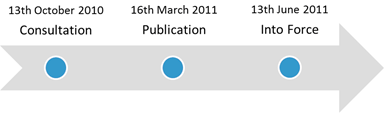 13th October 2010 16th March 2011 13th June 2011
Consultation Publication Into Force